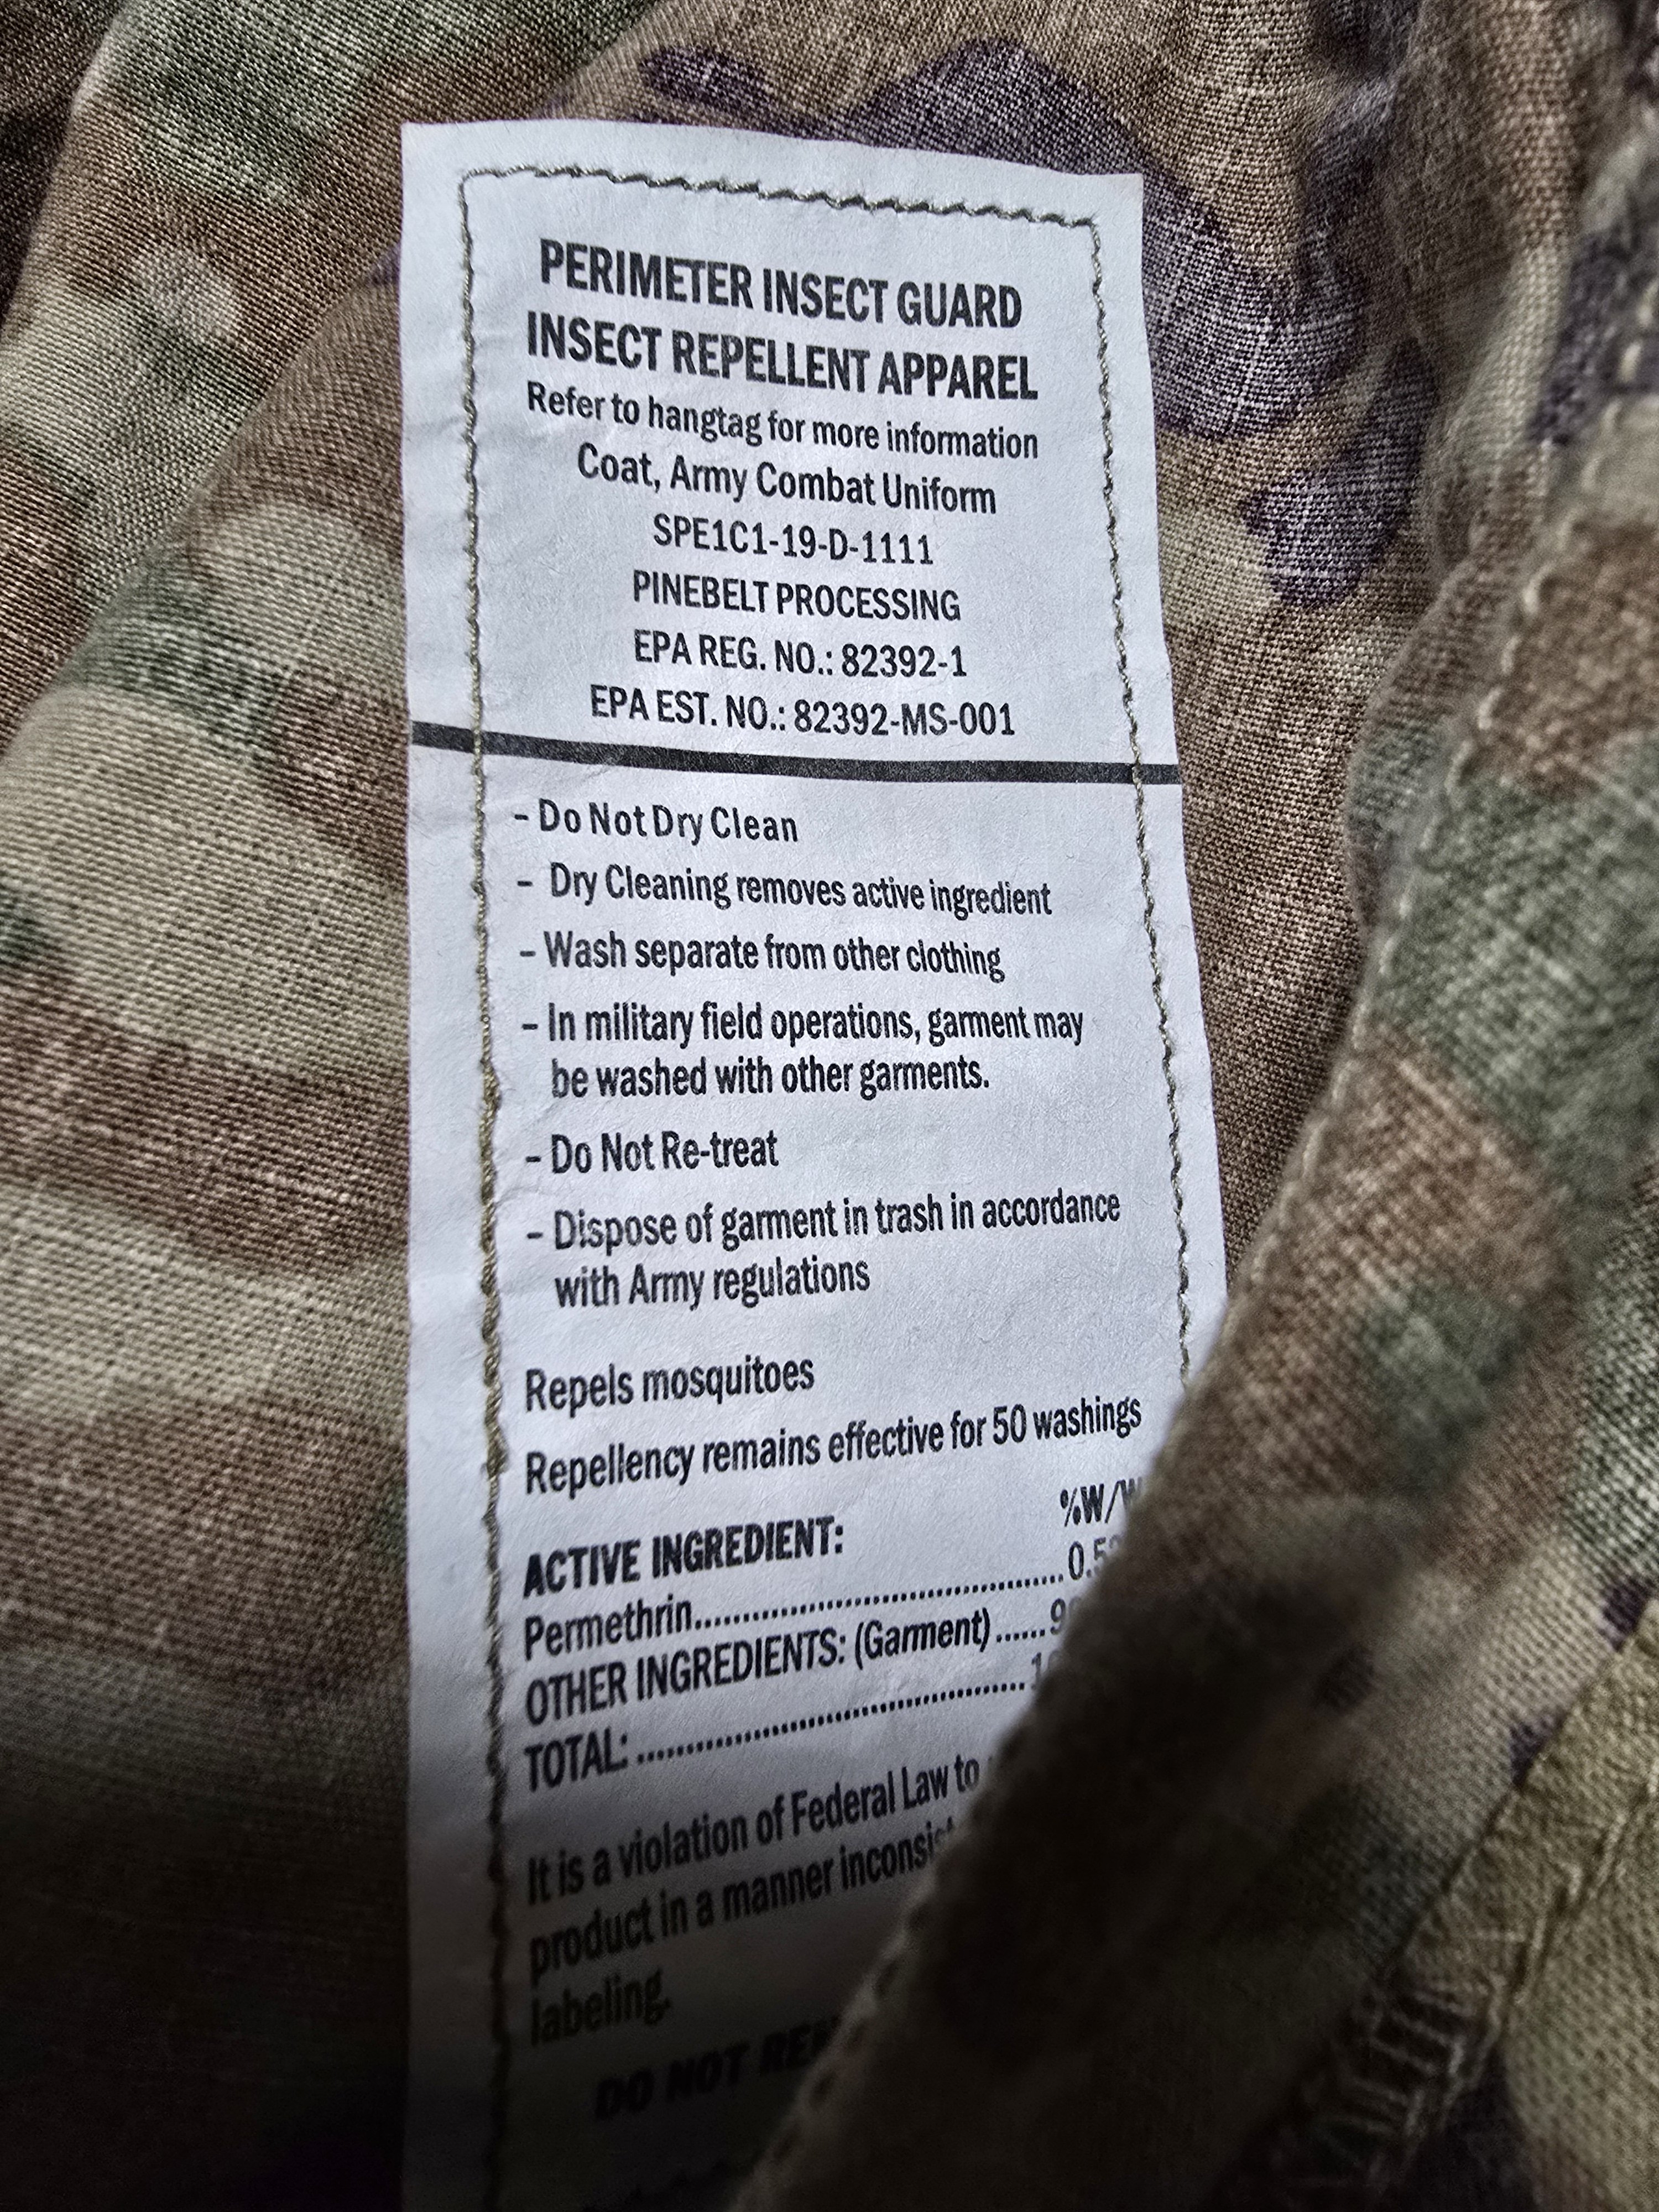 PERIMETER INSECT GUARD
INSECT REPELLENT APPAREL
Refer to hangtag for more information
Coat, Army Combat Uniform
SPE1C1-19-D-1111
PINEBELT PROCESSING
EPA REG. NO.: 82392-1
EPA EST. NO.: 82392-MS-001
- Do Not Dry Clean
- Dry Cleaning removes active ingredient
- Wash separate from other clothing
- In military field operations, garment may
be washed with other garments.
- Do Not Re-treat
- Dispose of garment in trash in accordance
with Army regulations
Repels mosquitoes
Repellency remains effective for 50 washings
%W/W
ACTIVE INGREDIENT:
Permethrin
OTHER INGREDIENTS: (Garment)
TOTAL:
It is a violation of Federal Law to
product in a manner
labeling.
DO NOT